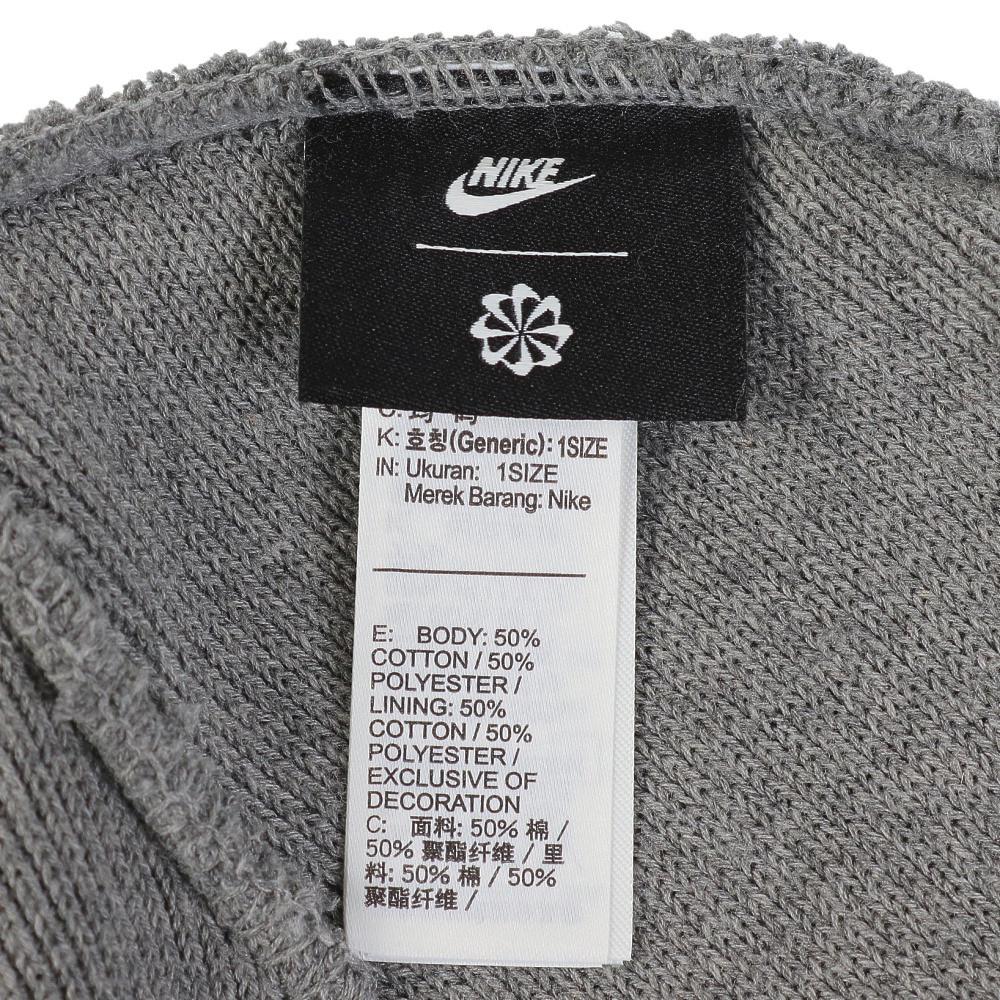 NIKE
K: 호칭(Generic): 1SIZE
IN: Ukuran: 1SIZE
Merek Barang: Nike
E: BODY: 50%
COTTON / 50%
POLYESTER /
LINING: 50%
COTTON / 50%
POLYESTER /
EXCLUSIVE OF
DECORATION
C: 面料: 50% 棉 /
50% 聚酯纤维 / 里
料: 50% 棉 / 50%
聚酯纤维 /